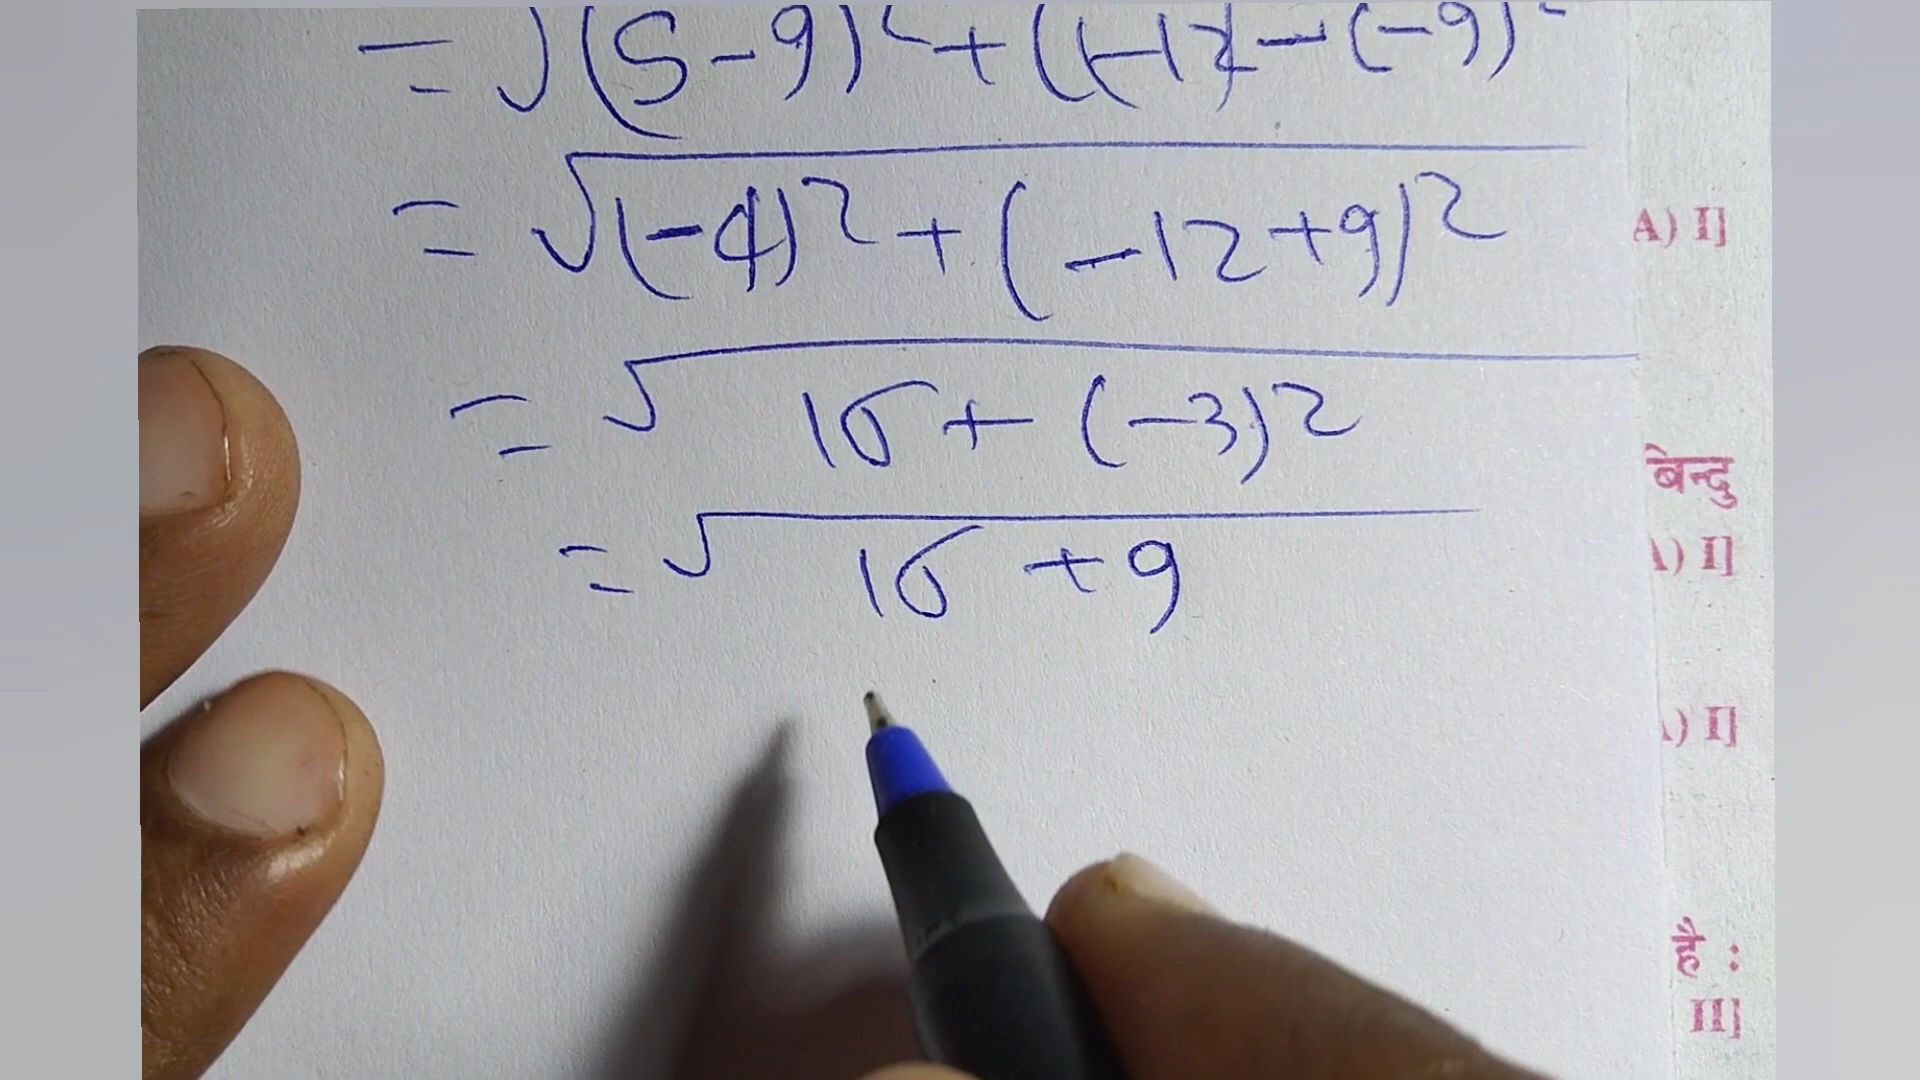 = √(5-9)² + ((-12) - (-9)²
= √(-4)² + (-12+9)²
A) I]
= √16 + (-3)²
बिन्दु
= √16 + 9
A) I]
) I]
है :
II]